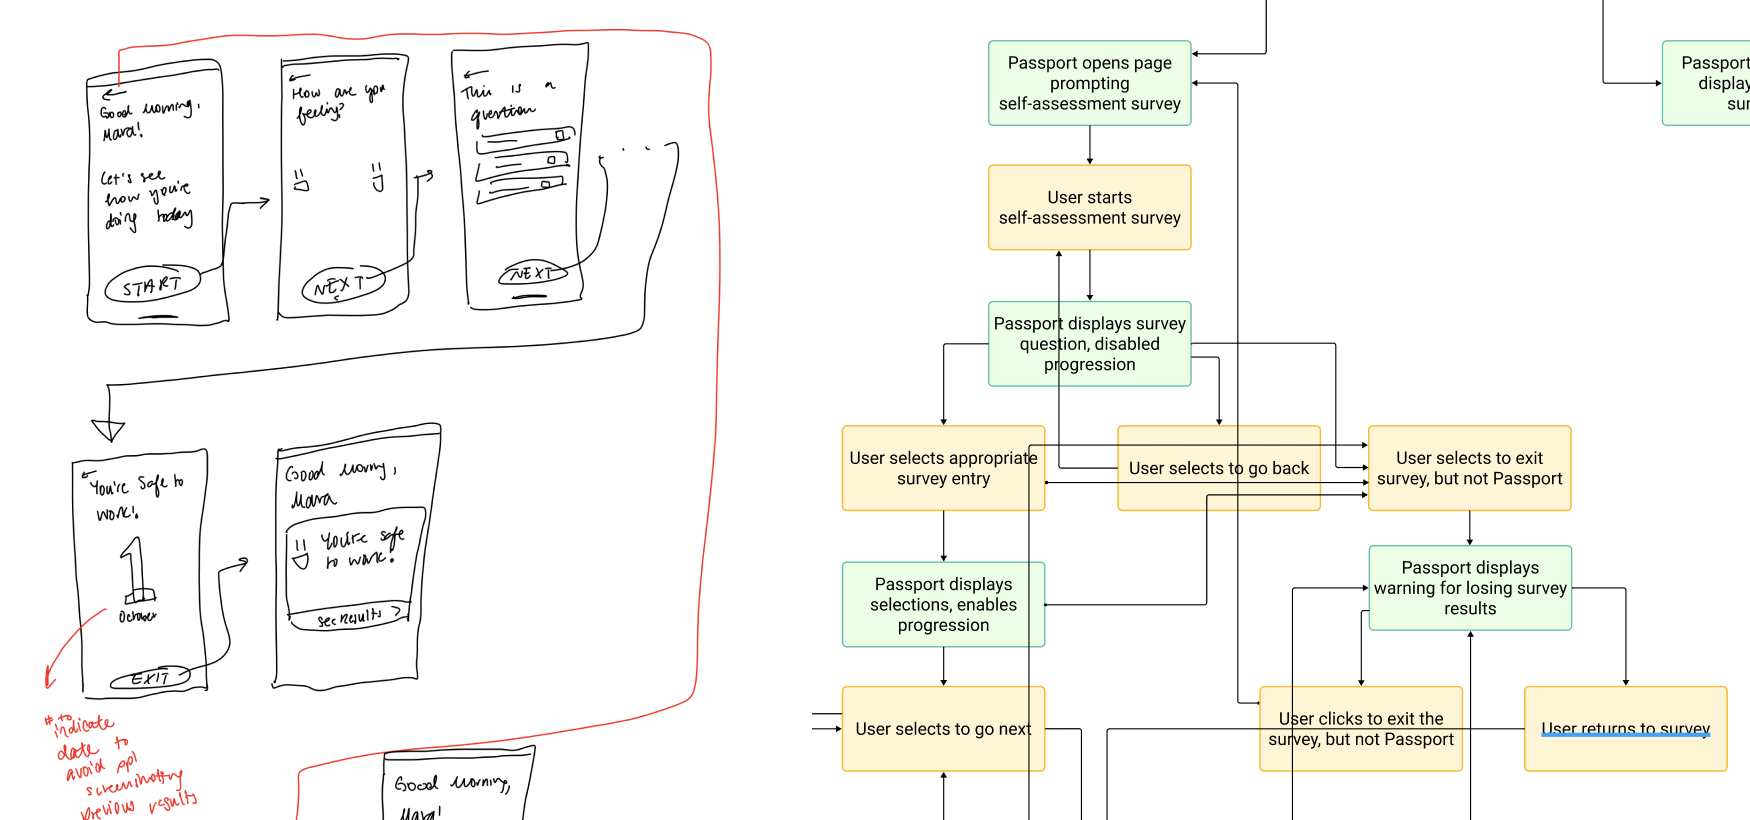 Good morning,
Mara!
Let's see
how you're
doing today
START
How are you
feeling?
NEXT
This is a
question
NEXT
You're safe to
work!
1
October
EXIT
# to
indicate
date to
avoid ppl
screenshotting
previous results
Good morning,
Mara
You're safe
to work!
see results >
Good morning,
Mara!
Passport opens page
prompting
self-assessment survey
User starts
self-assessment survey
Passport displays survey
question, disabled
progression
User selects appropriate
survey entry
User selects to go back
User selects to exit
survey, but not Passport
Passport displays
selections, enables
progression
Passport displays
warning for losing survey
results
User selects to go next
User clicks to exit the
survey, but not Passport
User returns to survey
Passport
display
sur